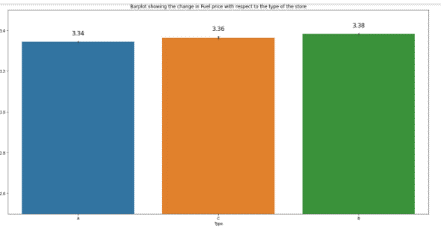 Barplot showing the change in Fuel price with respect to the type of the store
3.34
3.36
3.38
3.4
3.2
3.0
2.8
2.6
A
C
B
Type